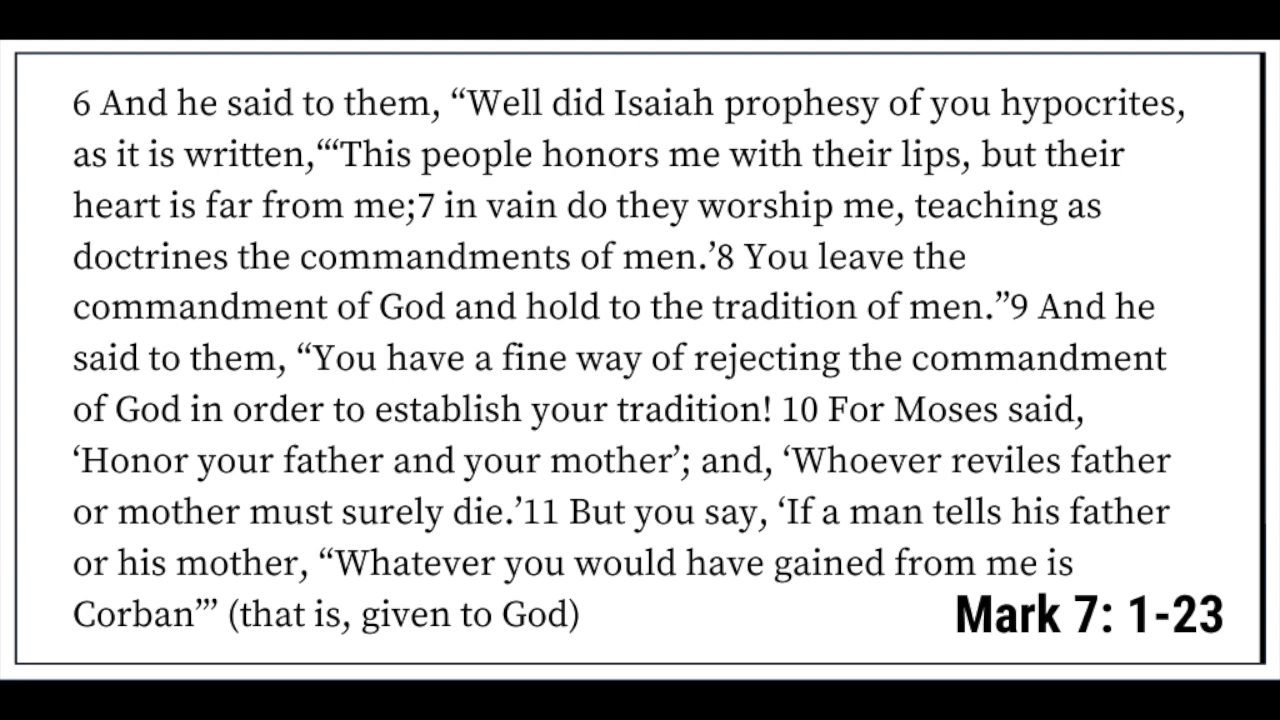 6 And he said to them, “Well did Isaiah prophesy of you hypocrites,
as it is written,“‘This people honors me with their lips, but their
heart is far from me;7 in vain do they worship me, teaching as
doctrines the commandments of men.’8 You leave the
commandment of God and hold to the tradition of men.”9 And he
said to them, “You have a fine way of rejecting the commandment
of God in order to establish your tradition! 10 For Moses said,
‘Honor your father and your mother’; and, ‘Whoever reviles father
or mother must surely die.’11 But you say, ‘If a man tells his father
or his mother, “Whatever you would have gained from me is
Corban”’ (that is, given to God)
Mark 7: 1-23